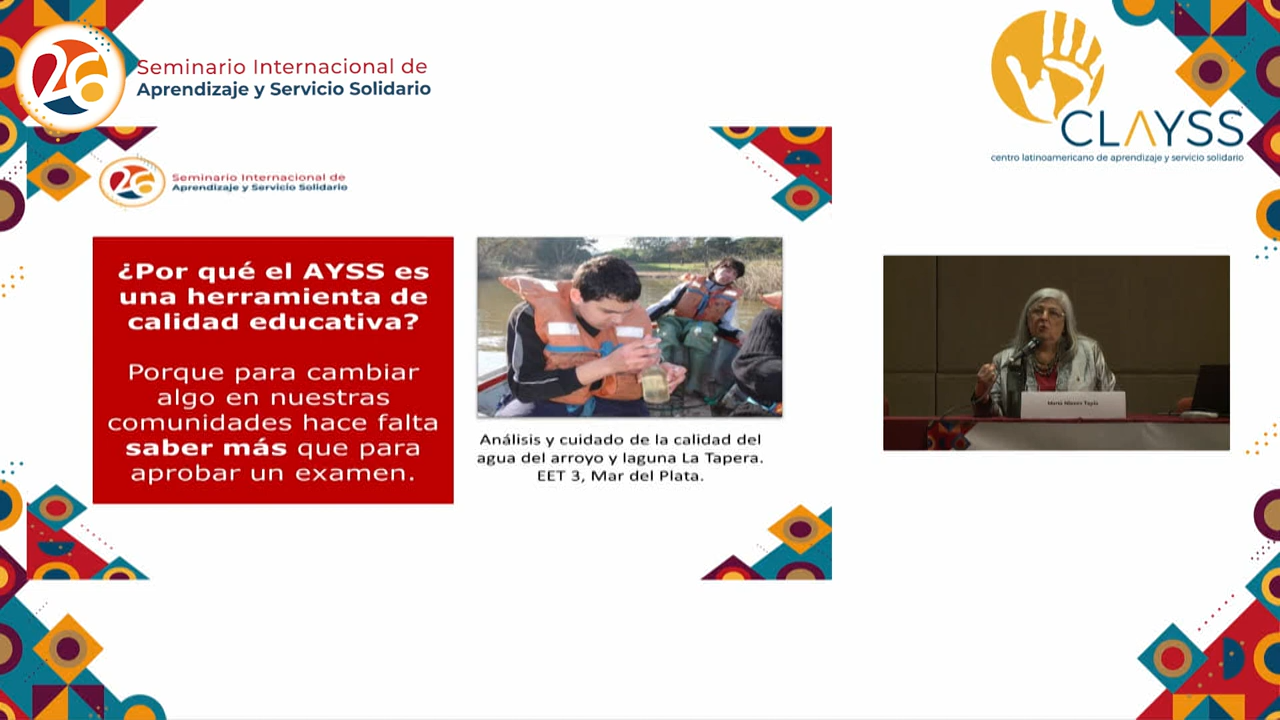 26
Seminario Internacional de
Aprendizaje y Servicio Solidario
CLAYSS
centro latinoamericano de aprendizaje y servicio solidario
26
Seminario Internacional de
Aprendizaje y Servicio Solidario
¿Por qué el AYSS es
una herramienta de
calidad educativa?
Porque para cambiar
algo en nuestras
comunidades hace falta
saber más que para
aprobar un examen.
Análisis y cuidado de la calidad del
agua del arroyo y laguna La Tapera.
EET 3, Mar del Plata.
Tapia